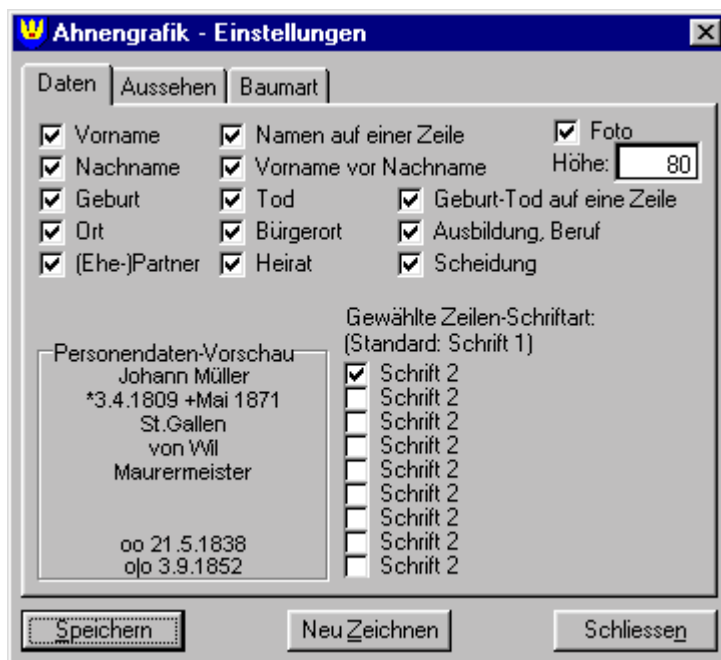 Ahnengrafik - Einstellungen
Daten Aussehen Baumart
Vorname Namen auf einer Zeile Foto
Nachname Vorname vor Nachname Höhe: 80
Geburt Tod Geburt-Tod auf eine Zeile
Ort Bürgerort Ausbildung, Beruf
(Ehe-)Partner Heirat Scheidung
Gewählte Zeilen-Schriftart:
(Standard: Schrift 1)
Personendaten-Vorschau
Johann Müller
*3.4.1809 +Mai 1871
St.Gallen
von Wil
Maurermeister
oo 21.5.1838
o|o 3.9.1852
Schrift 2
Schrift 2
Schrift 2
Schrift 2
Schrift 2
Schrift 2
Schrift 2
Schrift 2
Schrift 2
Speichern Neu Zeichnen Schliessen